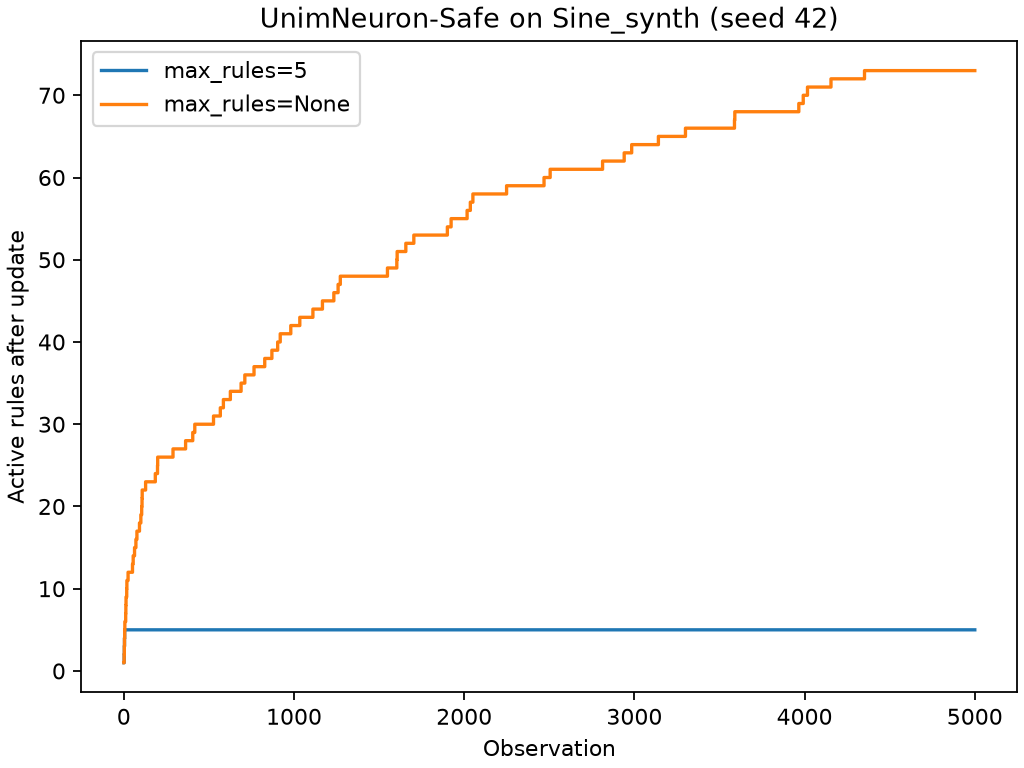 UnimNeuron-Safe on Sine_synth (seed 42)
max_rules=5
max_rules=None
Active rules after update
70
60
50
40
30
20
10
0
0 1000 2000 3000 4000 5000
Observation